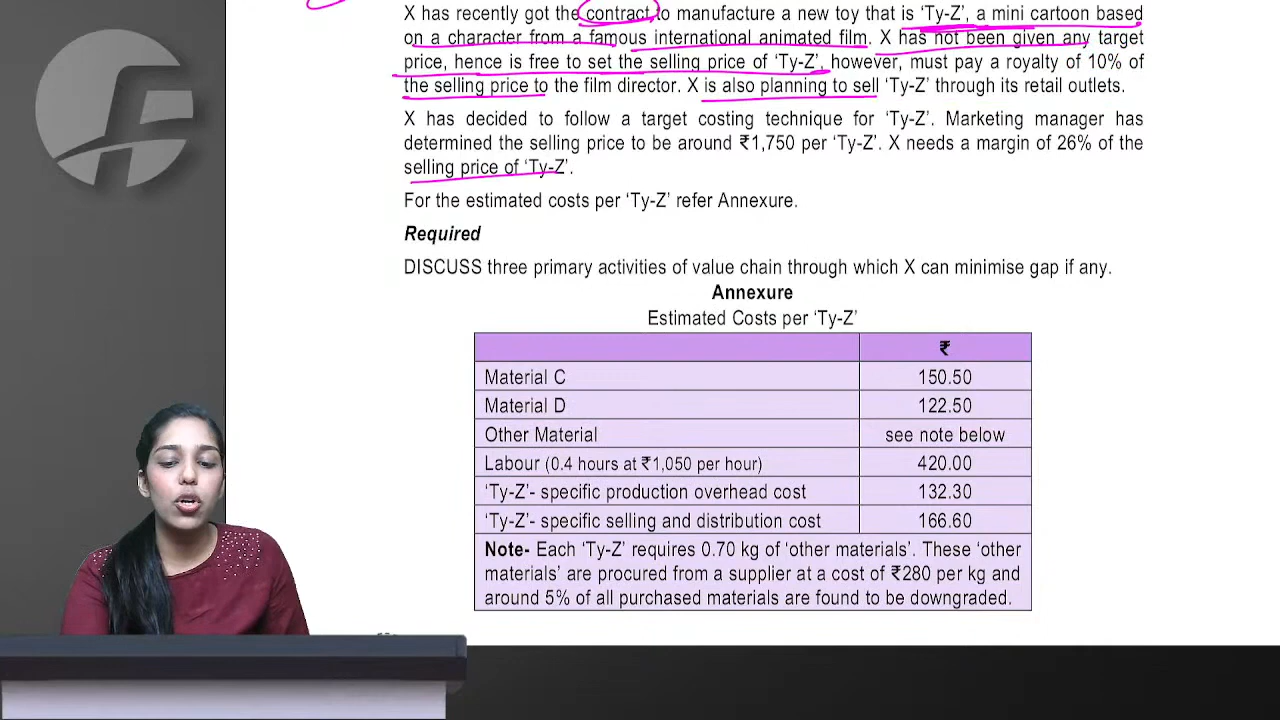 X has recently got the contract, to manufacture a new toy that is ‘Ty-Z’, a mini cartoon based
on a character from a famous international animated film. X has not been given any target
price, hence is free to set the selling price of ‘Ty-Z’, however, must pay a royalty of 10% of
the selling price to the film director. X is also planning to sell ‘Ty-Z’ through its retail outlets.
X has decided to follow a target costing technique for ‘Ty-Z’. Marketing manager has
determined the selling price to be around ₹1,750 per ‘Ty-Z’. X needs a margin of 26% of the
selling price of ‘Ty-Z’.
For the estimated costs per ‘Ty-Z’ refer Annexure.
Required
DISCUSS three primary activities of value chain through which X can minimise gap if any.
Annexure
Estimated Costs per ‘Ty-Z’
₹
Material C 150.50
Material D 122.50
Other Material see note below
Labour (0.4 hours at ₹1,050 per hour) 420.00
‘Ty-Z’- specific production overhead cost 132.30
‘Ty-Z’- specific selling and distribution cost 166.60
Note- Each ‘Ty-Z’ requires 0.70 kg of ‘other materials’. These ‘other
materials’ are procured from a supplier at a cost of ₹280 per kg and
around 5% of all purchased materials are found to be downgraded.